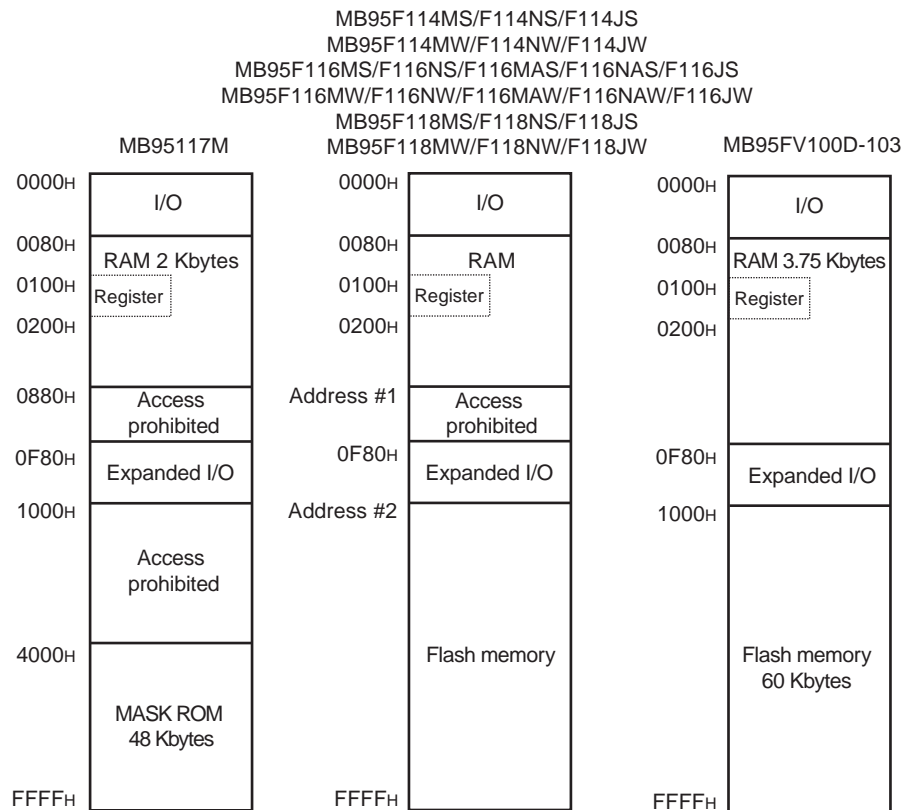 MB95F114MS/F114NS/F114JS
MB95F114MW/F114NW/F114JW
MB95F116MS/F116NS/F116MAS/F116NAS/F116JS
MB95F116MW/F116NW/F116MAW/F116NAW/F116JW
MB95F118MS/F118NS/F118JS
MB95F118MW/F118NW/F118JW
MB95117M
0000H
I/O
0080H
RAM 2 Kbytes
0100H
Register
0200H
0880H
Access
prohibited
0F80H
Expanded I/O
1000H
Access
prohibited
4000H
MASK ROM
48 Kbytes
FFFFH
0000H
I/O
0080H
RAM
0100H
Register
0200H
Address #1
Access
prohibited
0F80H
Expanded I/O
Address #2
Flash memory
FFFFH
MB95FV100D-103
0000H
I/O
0080H
RAM 3.75 Kbytes
0100H
Register
0200H
0F80H
Expanded I/O
1000H
Flash memory
60 Kbytes
FFFFH